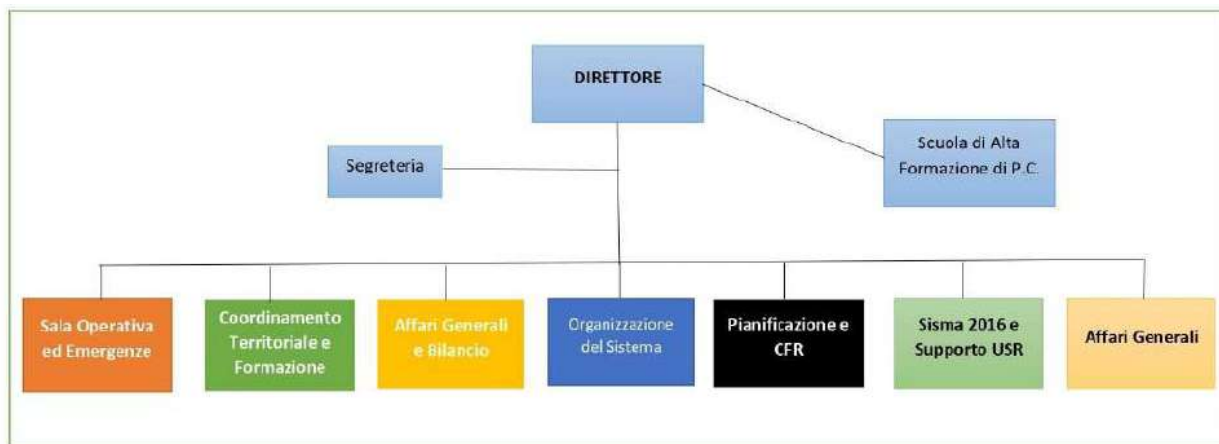 DIRETTORE
Segreteria
Scuola di Alta
Formazione di P.C.
Sala Operativa
ed Emergenze
Coordinamento
Territoriale e
Formazione
Affari Generali
e Bilancio
Organizzazione
del Sistema
Pianificazione e
CFR
Sisma 2016 e
Supporto USR
Affari Generali